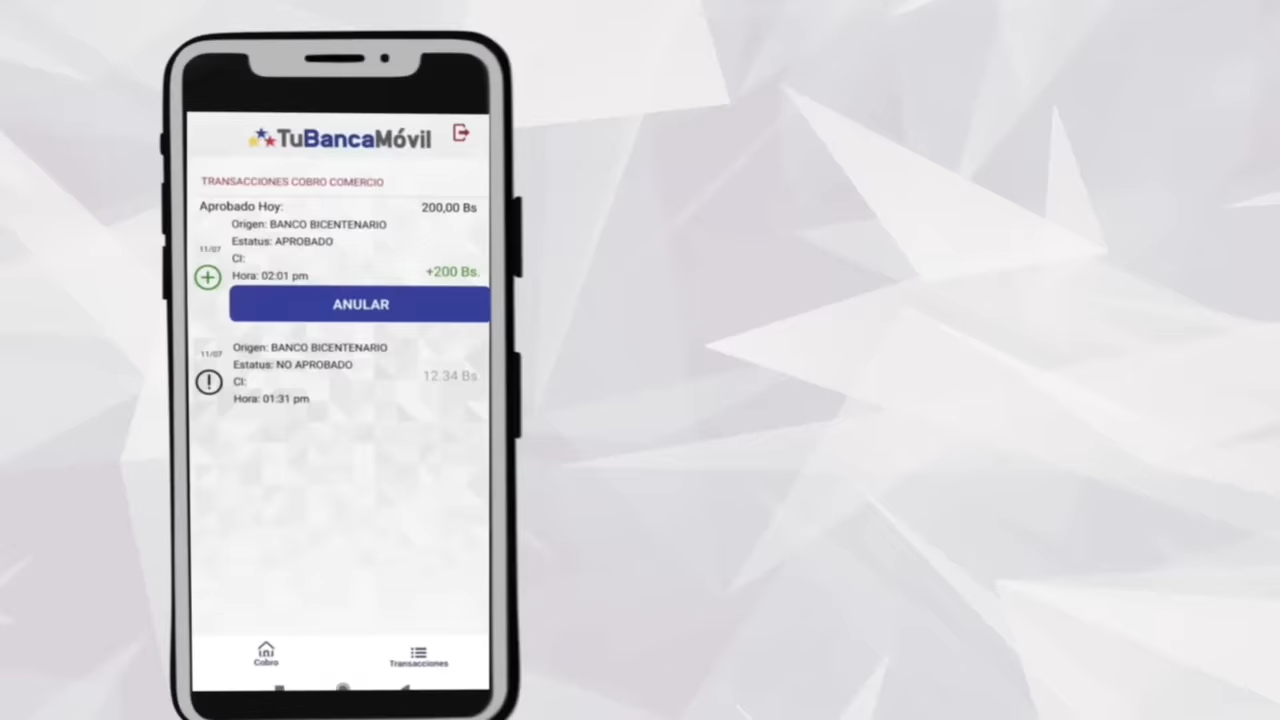 TuBancaMóvil
TRANSACCIONES COBRO COMERCIO
Aprobado Hoy: 200,00 Bs
Origen: BANCO BICENTENARIO
Estatus: APROBADO
11/07
CI:
Hora: 02:01 pm +200 Bs.
ANULAR
Origen: BANCO BICENTENARIO
11/07
Estatus: NO APROBADO
CI: 12.34 Bs.
Hora: 01:31 pm
Cobro Transacciones